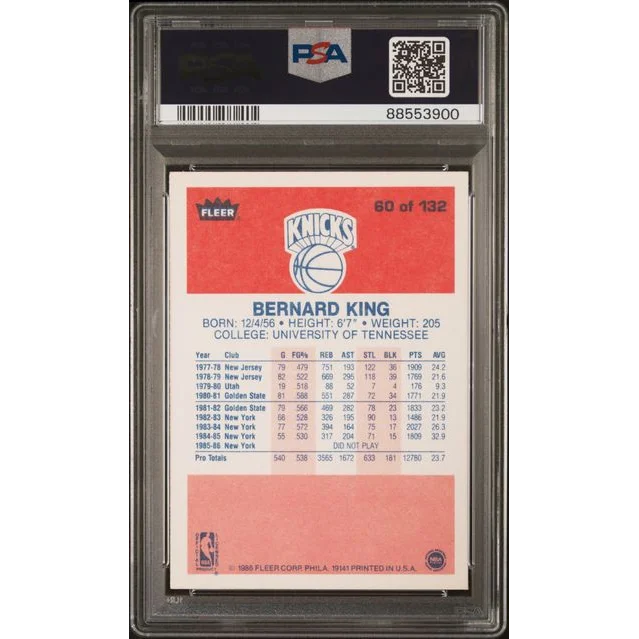 PSA
88553900
FLEER
60 of 132
KNICKS
BERNARD KING
BORN: 12/4/56 • HEIGHT: 6'7" • WEIGHT: 205
COLLEGE: UNIVERSITY OF TENNESSEE
Year Club G FG% REB AST STL BLK PTS AVG
1977-78 New Jersey 79 .479 751 193 122 36 1909 24.2
1978-79 New Jersey 82 .522 669 295 118 39 1769 21.6
1979-80 Utah 19 .518 88 52 7 4 176 9.3
1980-81 Golden State 81 .588 551 287 72 34 1771 21.9
1981-82 Golden State 79 .566 469 282 78 23 1833 23.2
1982-83 New York 68 .528 326 195 90 13 1486 21.9
1983-84 New York 77 .572 394 164 75 17 2027 26.3
1984-85 New York 55 .530 317 204 71 15 1809 32.9
1985-86 New York DID NOT PLAY
Pro Totals 540 .538 3565 1672 633 181 12780 23.7
© 1986 FLEER CORP. PHILA. 19141 PRINTED IN U.S.A.